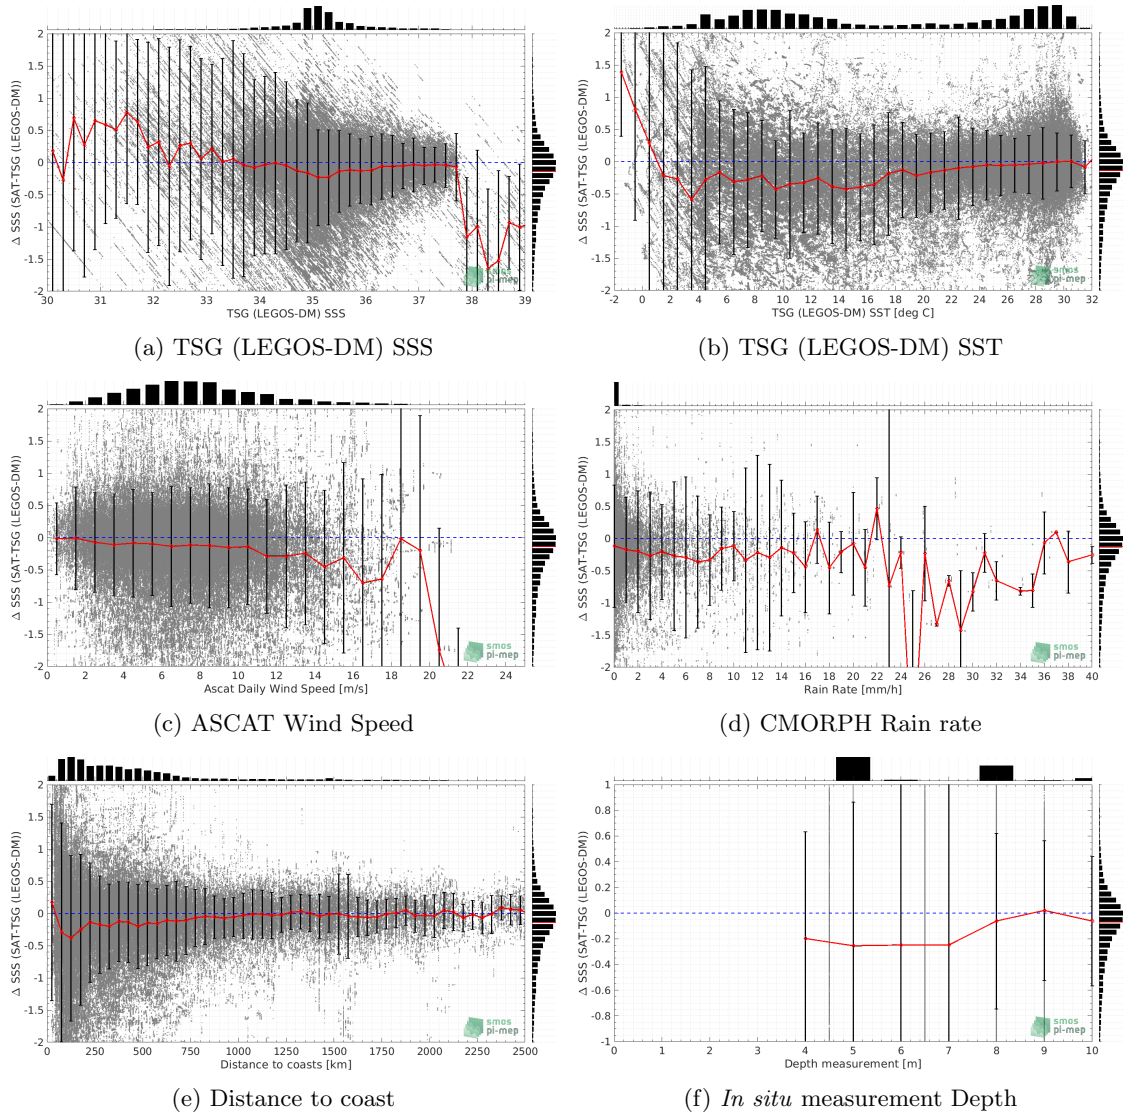 2
1.5
1
0.5
0
-0.5
-1
-1.5
-2
Δ SSS (SAT-TSG (LEGOS-DM))
30 31 32 33 34 35 36 37 38 39
TSG (LEGOS-DM) SSS
smos
pi-mep
(a) TSG (LEGOS-DM) SSS
2
1.5
1
0.5
0
-0.5
-1
-1.5
-2
Δ SSS (SAT-TSG (LEGOS-DM))
-2 0 2 4 6 8 10 12 14 16 18 20 22 24 26 28 30 32
TSG (LEGOS-DM) SST [deg C]
smos
pi-mep
(b) TSG (LEGOS-DM) SST
2
1.5
1
0.5
0
-0.5
-1
-1.5
-2
Δ SSS (SAT-TSG (LEGOS-DM))
0 2 4 6 8 10 12 14 16 18 20 22 24
Ascat Daily Wind Speed [m/s]
smos
pi-mep
(c) ASCAT Wind Speed
2
1.5
1
0.5
0
-0.5
-1
-1.5
-2
Δ SSS (SAT-TSG (LEGOS-DM))
0 2 4 6 8 10 12 14 16 18 20 22 24 26 28 30 32 34 36 38 40
Rain Rate [mm/h]
smos
pi-mep
(d) CMORPH Rain rate
2
1.5
1
0.5
0
-0.5
-1
-1.5
-2
Δ SSS (SAT-TSG (LEGOS-DM))
0 250 500 750 1000 1250 1500 1750 2000 2250 2500
Distance to coasts [km]
smos
pi-mep
(e) Distance to coast
1
0.8
0.6
0.4
0.2
0
-0.2
-0.4
-0.6
-0.8
-1
Δ SSS (SAT-TSG (LEGOS-DM))
0 1 2 3 4 5 6 7 8 9 10
Depth measurement [m]
smos
pi-mep
(f) In situ measurement Depth